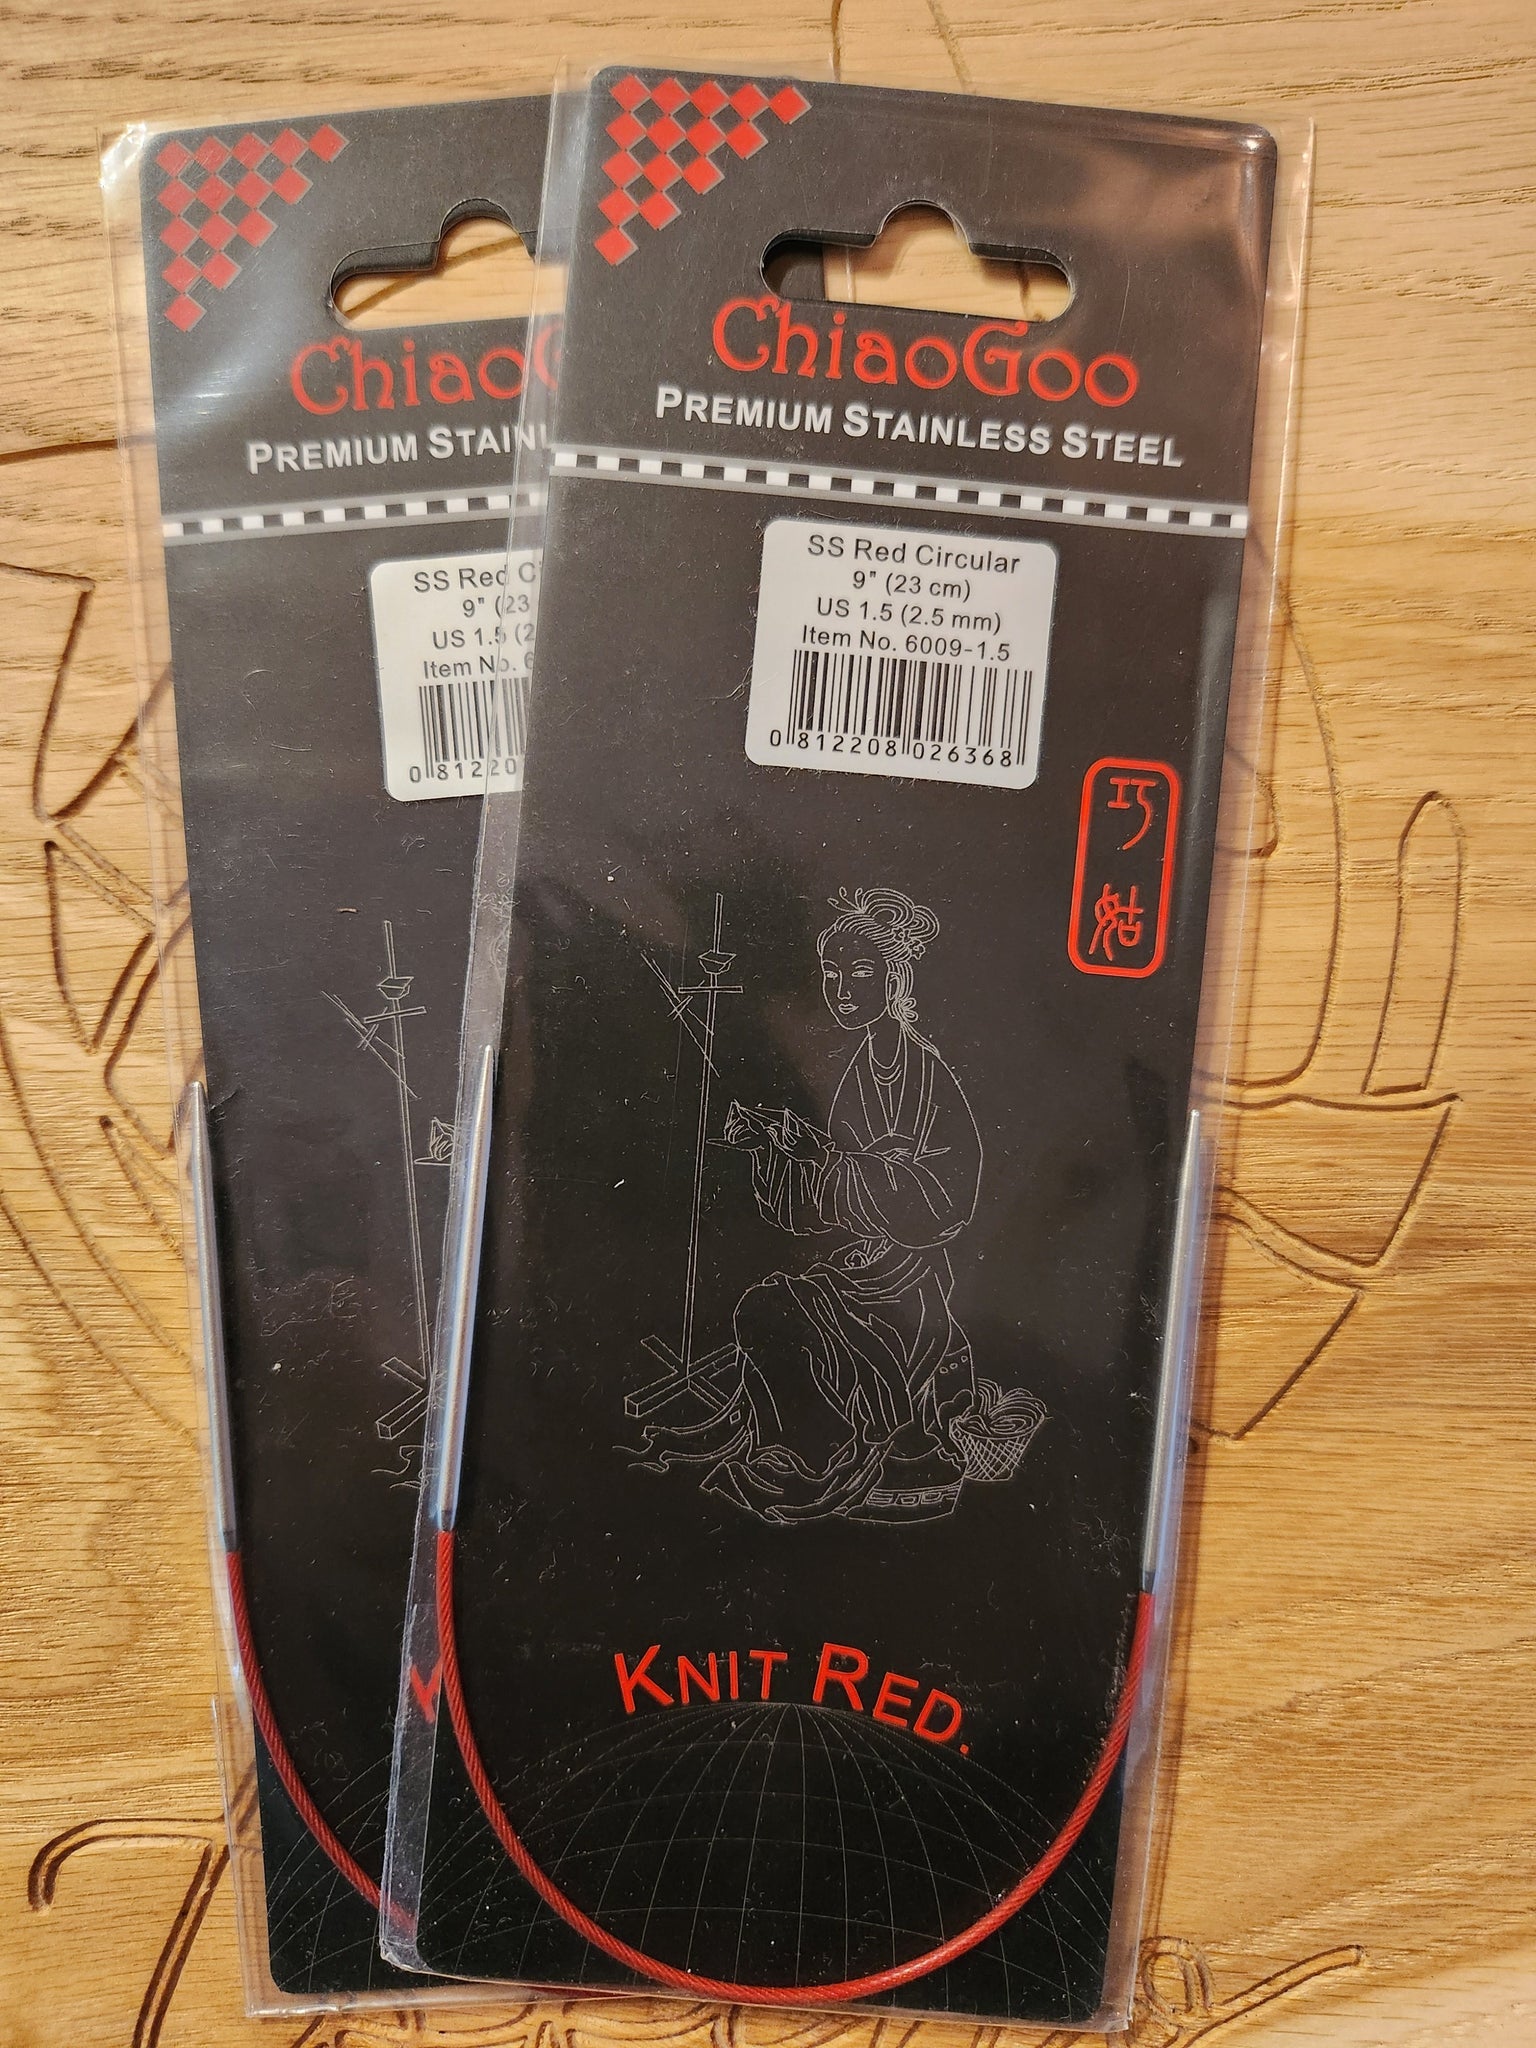 ChiaoG
PREMIUM STAINL
SS Red C
9" (23
US 1.5 (2
Item No. 6
0 81220
K
ChiaoGoo
PREMIUM STAINLESS STEEL
SS Red Circular
9" (23 cm)
US 1.5 (2.5 mm)
Item No. 6009-1.5
0 812208 026368
巧
姑
KNIT RED.